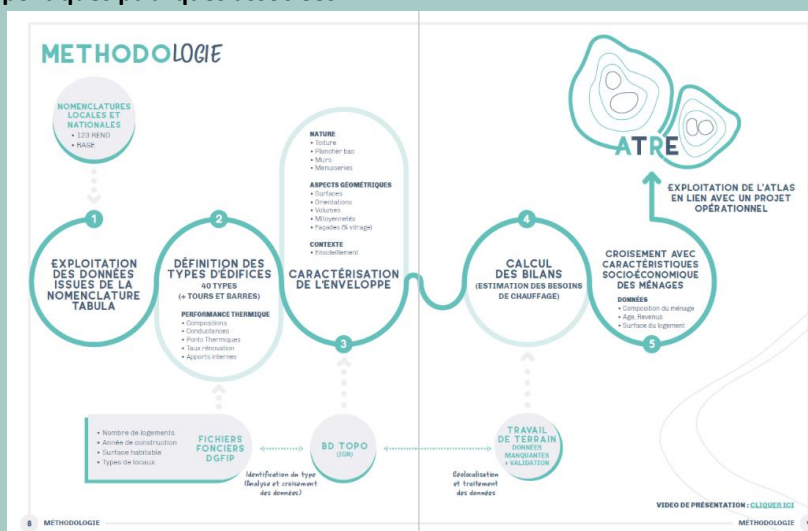 METHODOLOGIE
NOMENCLATURES
LOCALES ET
NATIONALES
• 123 RENO
• BAGE
1
EXPLOITATION
DES DONNÉES
ISSUES DE LA
NOMENCLATURE
TABULA
2
DÉFINITION DES
TYPES D'ÉDIFICES
40 TYPES
(+ TOURS ET BARRES)
PERFORMANCE THERMIQUE
• Compositions
• Conductances
• Ponts Thermiques
• Taux rénovation
• Apports internes
NATURE
• Toiture
• Plancher bas
• Murs
• Menuiseries
ASPECTS GÉOMÉTRIQUES
• Surfaces
• Orientations
• Volumes
• Mitoyennetés
• Façades (% vitrage)
CONTEXTE
• Ensoleillement
CARACTÉRISATION
DE L'ENVELOPPE
3
4
CALCUL
DES BILANS
(ESTIMATION DES BESOINS
DE CHAUFFAGE)
ATRE
EXPLOITATION DE L'ATLAS
EN LIEN AVEC UN PROJET
OPÉRATIONNEL
CROISEMENT AVEC
CARACTÉRISTIQUES
SOCIO-ÉCONOMIQUE
DES MÉNAGES
DONNÉES
• Composition du ménage
• Age, Revenus
• Surface du logement
5
• Nombre de logements
• Année de construction
• Surface habitable
• Types de locaux
FICHIERS
FONCIERS
DGFIP
Identification du type
(Analyse et croisement
des données)
BD TOPO
(IGN)
Géolocalisation
et traitement
des données
TRAVAIL
DE TERRAIN
DONNÉES
MANQUANTES
+ VALIDATION
VIDEO DE PRÉSENTATION : CLIQUER ICI
8 MÉTHODOLOGIE
MÉTHODOLOGIE